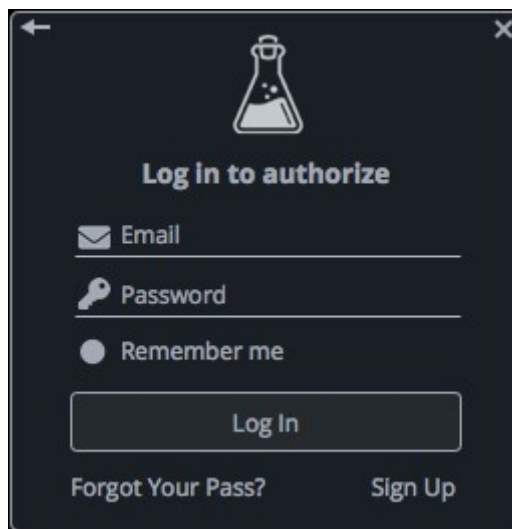 Log in to authorize
Email
Password
Remember me
Log In
Forgot Your Pass? Sign Up